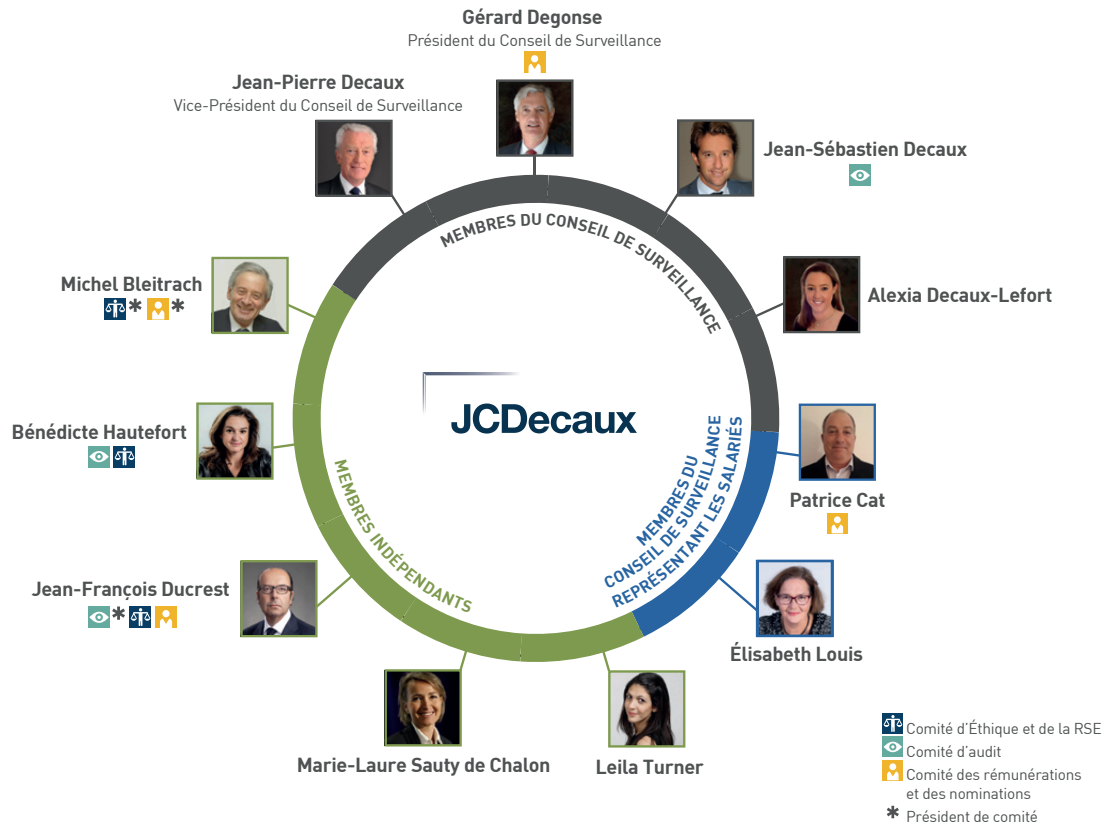 Gérard Degonse
Président du Conseil de Surveillance
Jean-Pierre Decaux
Vice-Président du Conseil de Surveillance
Jean-Sébastien Decaux
MEMBRES DU CONSEIL DE SURVEILLANCE
Michel Bleitrach
* *
Alexia Decaux-Lefort
JCDecaux
Bénédicte Hautefort
MEMBRES DU
CONSEIL DE SURVEILLANCE
REPRÉSENTANT LES SALARIÉS
Patrice Cat
MEMBRES INDÉPENDANTS
Jean-François Ducrest
*
Élisabeth Louis
Marie-Laure Sauty de Chalon
Leila Turner
Comité d'Éthique et de la RSE
Comité d'audit
Comité des rémunérations
et des nominations
* Président de comité